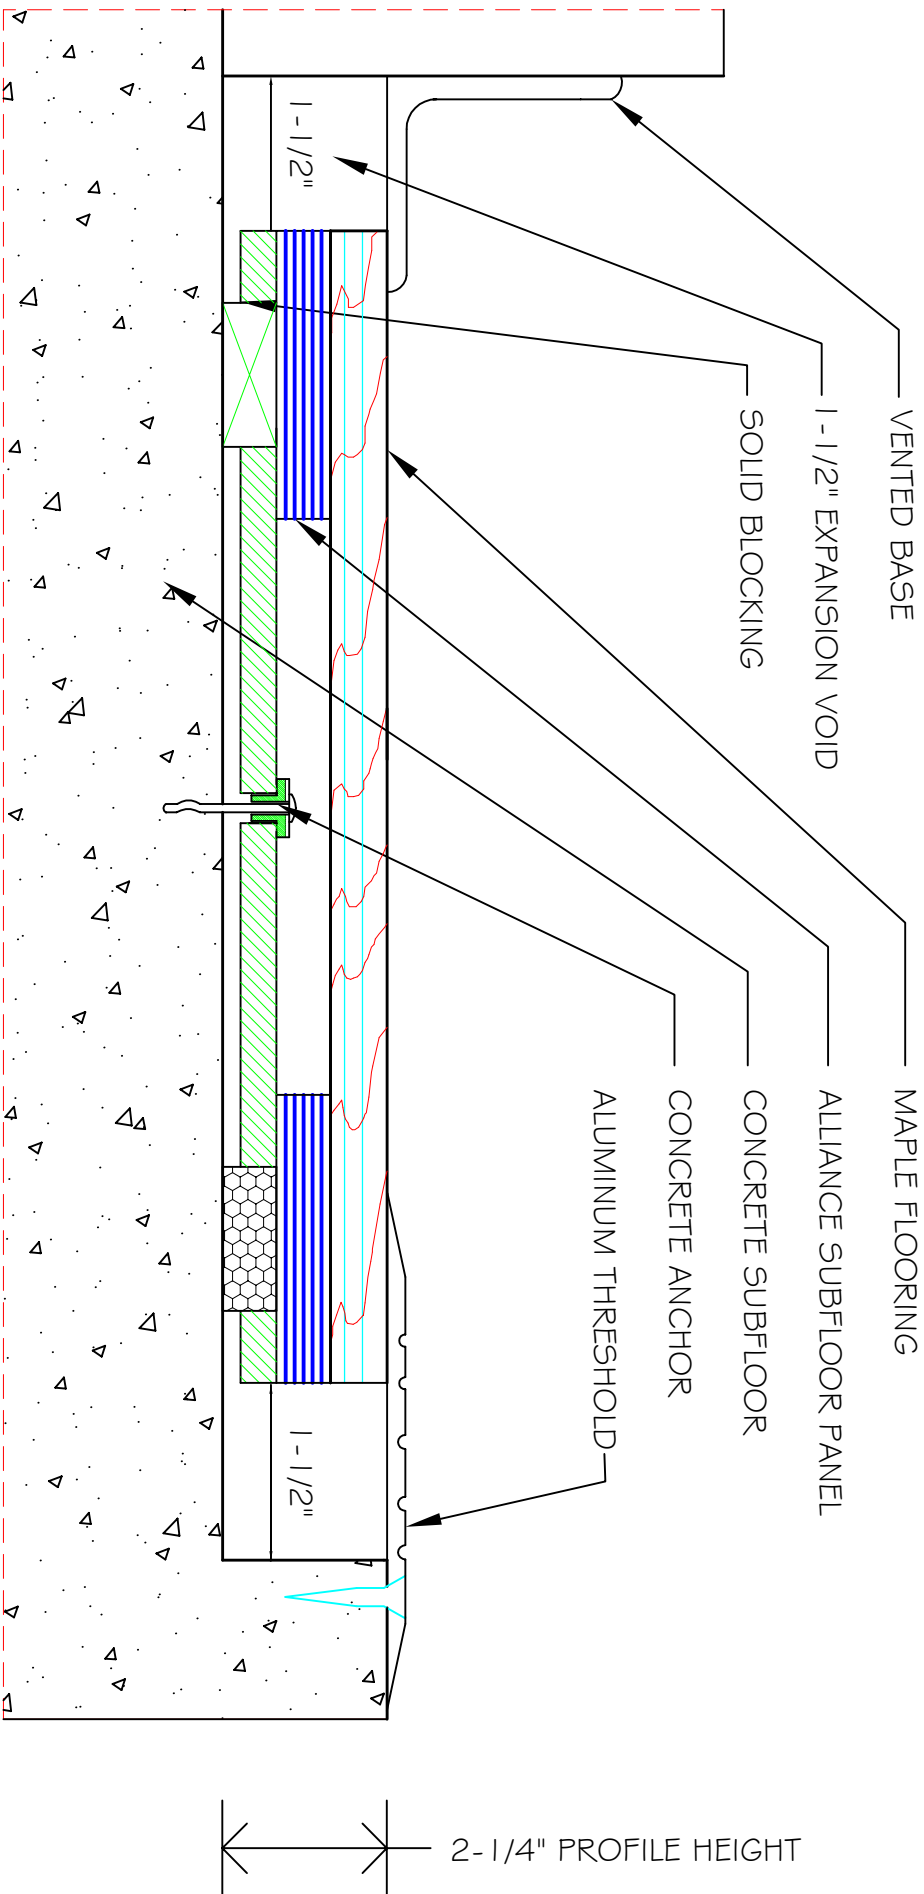 VENTED BASE
1-1/2" EXPANSION VOID
SOLID BLOCKING
MAPLE FLOORING
ALLIANCE SUBFLOOR PANEL
CONCRETE SUBFLOOR
CONCRETE ANCHOR
ALUMINUM THRESHOLD
1-1/2"
1-1/2"
2-1/4" PROFILE HEIGHT